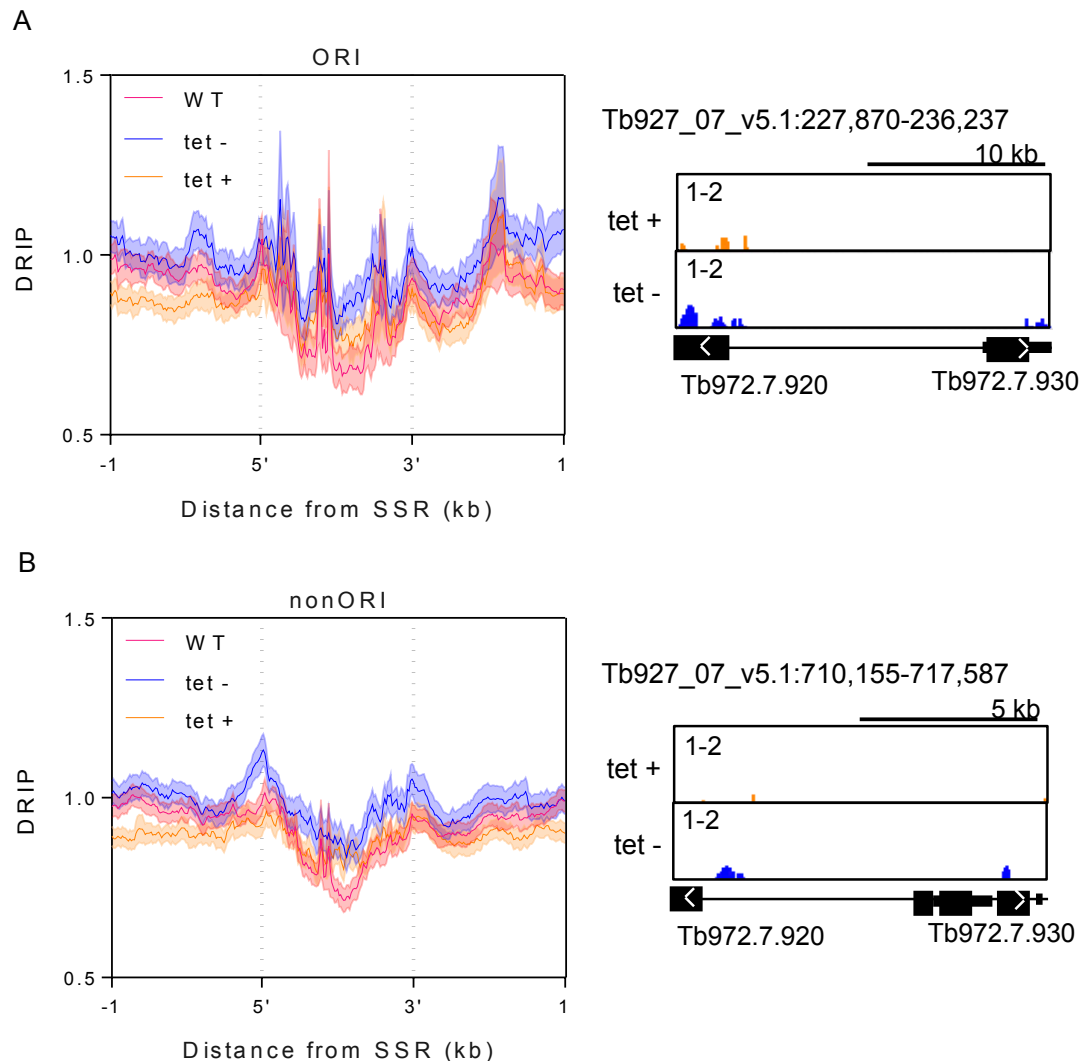 A
ORI
1.5
1.0
0.5
DRIP
WT
tet -
tet +
-1
5'
3'
1
Distance from SSR (kb)
Tb927_07_v5.1:227,870-236,237
10 kb
tet +
1-2
tet -
1-2
Tb972.7.920
Tb972.7.930
B
nonORI
1.5
1.0
0.5
DRIP
WT
tet -
tet +
-1
5'
3'
1
Distance from SSR (kb)
Tb927_07_v5.1:710,155-717,587
5 kb
tet +
1-2
tet -
1-2
Tb972.7.920
Tb972.7.930